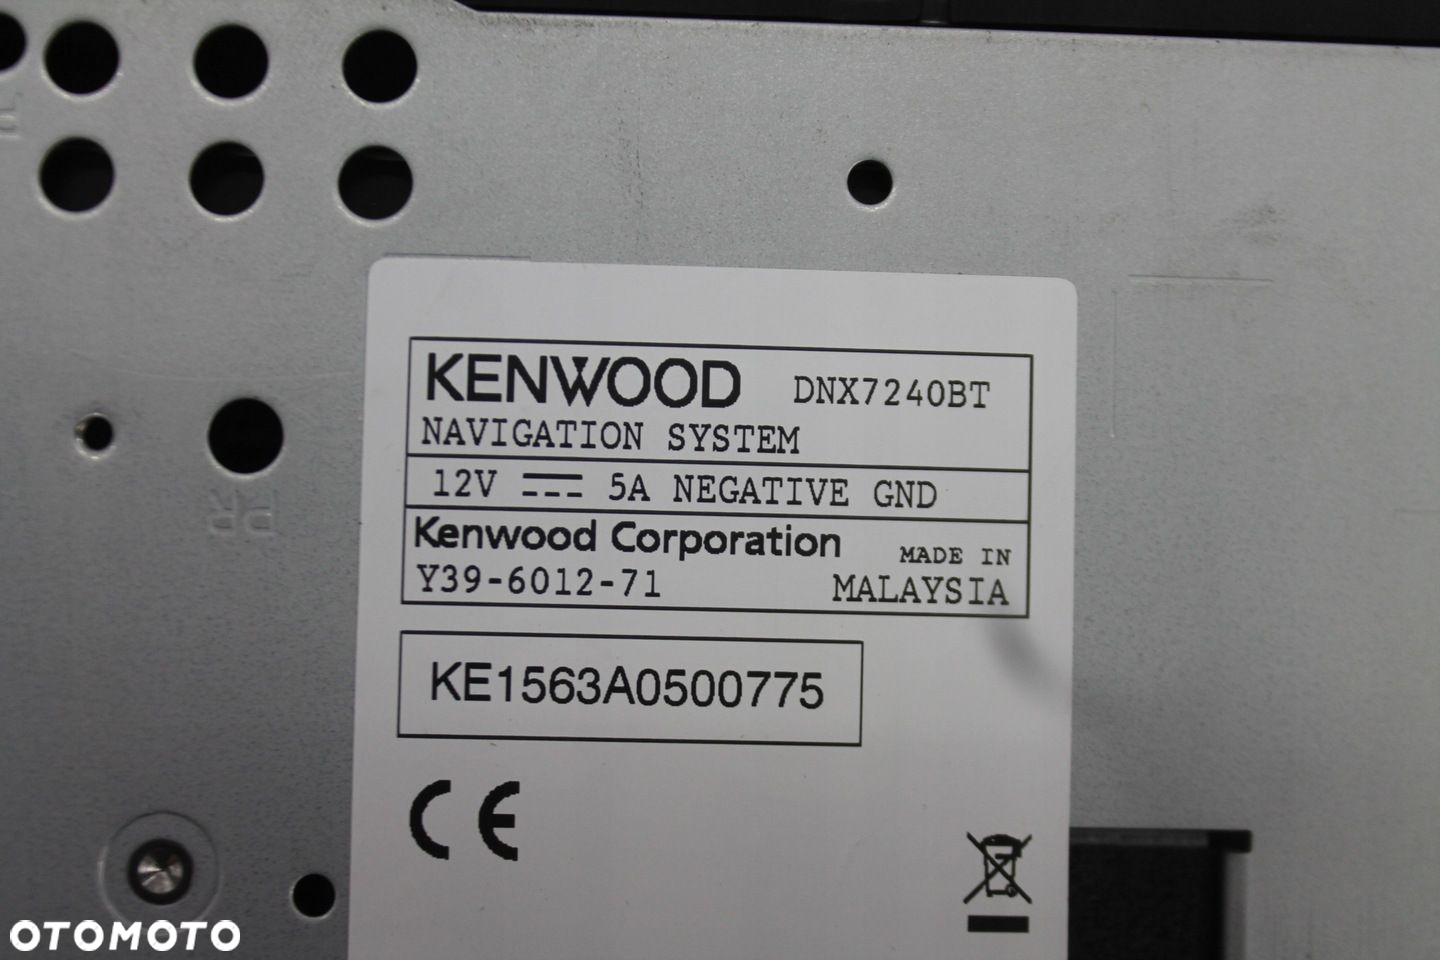 KENWOOD DNX7240BT
NAVIGATION SYSTEM
12V 5A NEGATIVE GND
Kenwood Corporation MADE IN
Y39-6012-71 MALAYSIA
KE1563A0500775
CE
PR
OTOMOTO